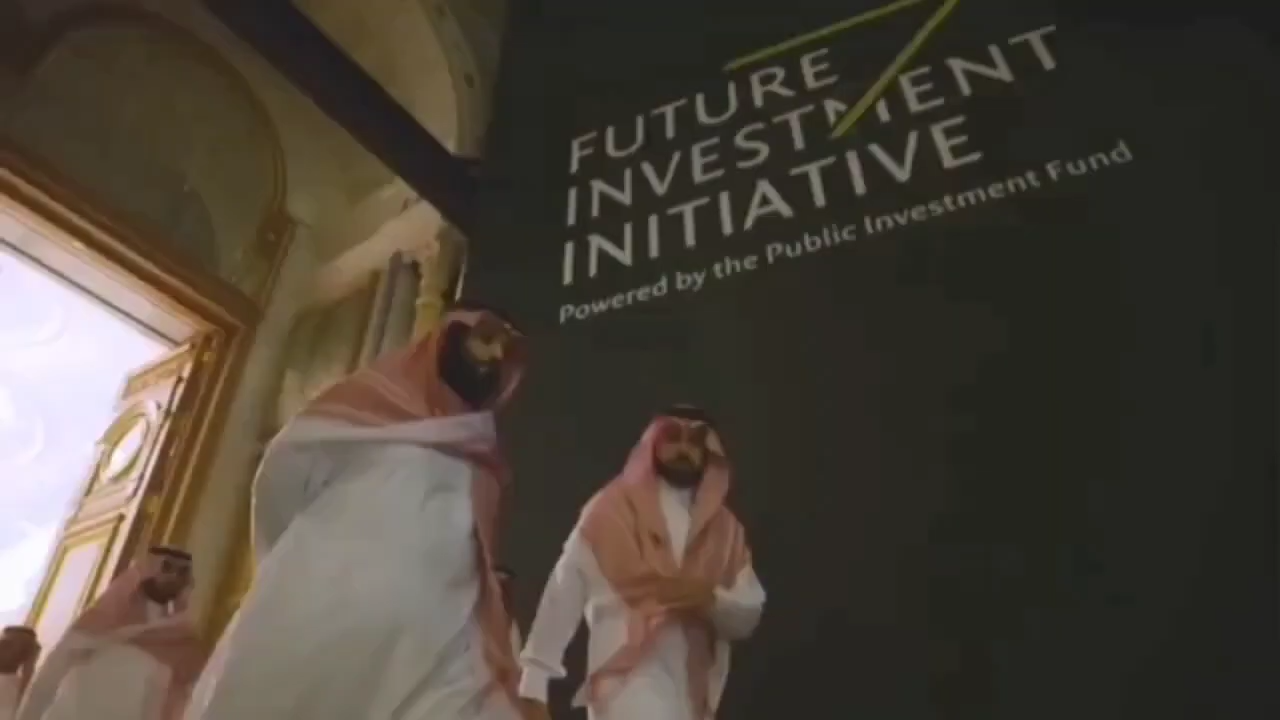 FUTURE
INVESTMENT
INITIATIVE
Powered by the Public Investment Fund